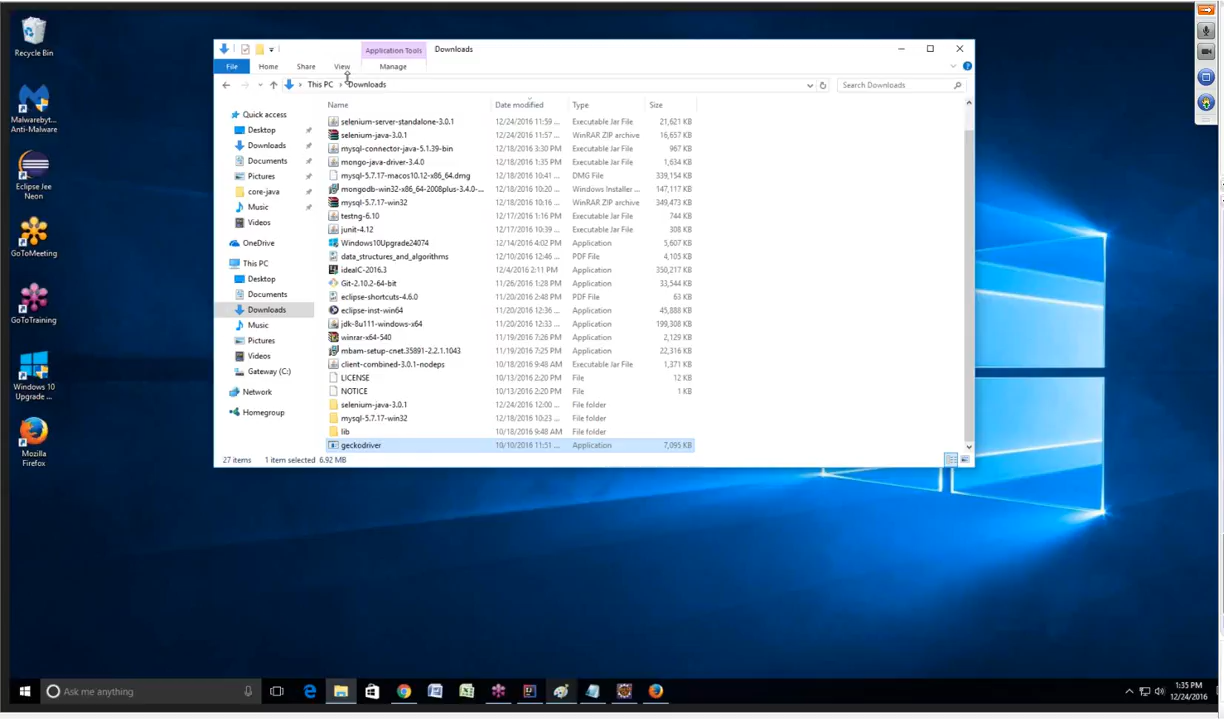 Recycle Bin
Malwareb yt...
Anti-Malware
Eclipse Jee
Neon
GoToMeeting
GoToTraining
Windows 10
Upgrade ...
Mozilla
Firefox
Application Tools
Downloads
File
Home
Share
View
Manage
This PC
Downloads
Search Downloads
Name
Date modified
Type
Size
Quick access
Desktop
Downloads
Documents
Pictures
core-java
Music
Videos
OneDrive
This PC
Desktop
Documents
Downloads
Music
Pictures
Videos
Gateway (C:)
Network
Homegroup
selenium-server-standalone-3.0.1 12/24/2016 11:59 ... Executable Jar File 21,621 KB
selenium-java-3.0.1 12/24/2016 11:57 ... WinRAR ZIP archive 16,657 KB
mysql-connector-java-5.1.39-bin 12/18/2016 3:30 PM Executable Jar File 967 KB
mongo-java-driver-3.4.0 12/18/2016 1:35 PM Executable Jar File 1,634 KB
mysql-5.7.17-macos10.12-x86_64.dmg 12/18/2016 10:41 ... DMG File 339,154 KB
mongodb-win32-x86_64-2008plus-3.4.0-... 12/18/2016 10:20 ... Windows Installer ... 147,117 KB
mysql-5.7.17-win32 12/18/2016 10:16 ... WinRAR ZIP archive 349,473 KB
testng-6.10 12/17/2016 1:16 PM Executable Jar File 744 KB
junit-4.12 12/17/2016 10:39... Executable Jar File 308 KB
Windows10Upgrade24074 12/14/2016 4:02 PM Application 5,607 KB
data_structures_and_algorithms 12/10/2016 12:46 ... PDF File 4,105 KB
ideaIC-2016.3 12/4/2016 2:11 PM Application 350,217 KB
Git-2.10.2-64-bit 11/26/2016 1:28 PM Application 33,544 KB
eclipse-shortcuts-4.6.0 11/20/2016 2:48 PM PDF File 63 KB
eclipse-inst-win64 11/20/2016 12:36 ... Application 45,888 KB
jdk-8u111-windows-x64 11/20/2016 12:33 ... Application 199,308 KB
winrar-x64-540 11/19/2016 7:26 PM Application 2,129 KB
mbam-setup-cnet.35891-2.2.1.1043 11/19/2016 7:25 PM Application 22,316 KB
client-combined-3.0.1-nodeps 10/18/2016 9:48 AM Executable Jar File 1,371 KB
LICENSE 10/13/2016 2:20 PM File 12 KB
NOTICE 10/13/2016 2:20 PM File 1 KB
selenium-java-3.0.1 12/24/2016 12:00 ... File folder
mysql-5.7.17-win32 12/18/2016 10:23 ... File folder
lib 10/18/2016 9:48 AM File folder
geckodriver 10/10/2016 11:51 ... Application 7,095 KB
27 items 1 item selected 6.92 MB
Ask me anything
1:35 PM
12/24/2016